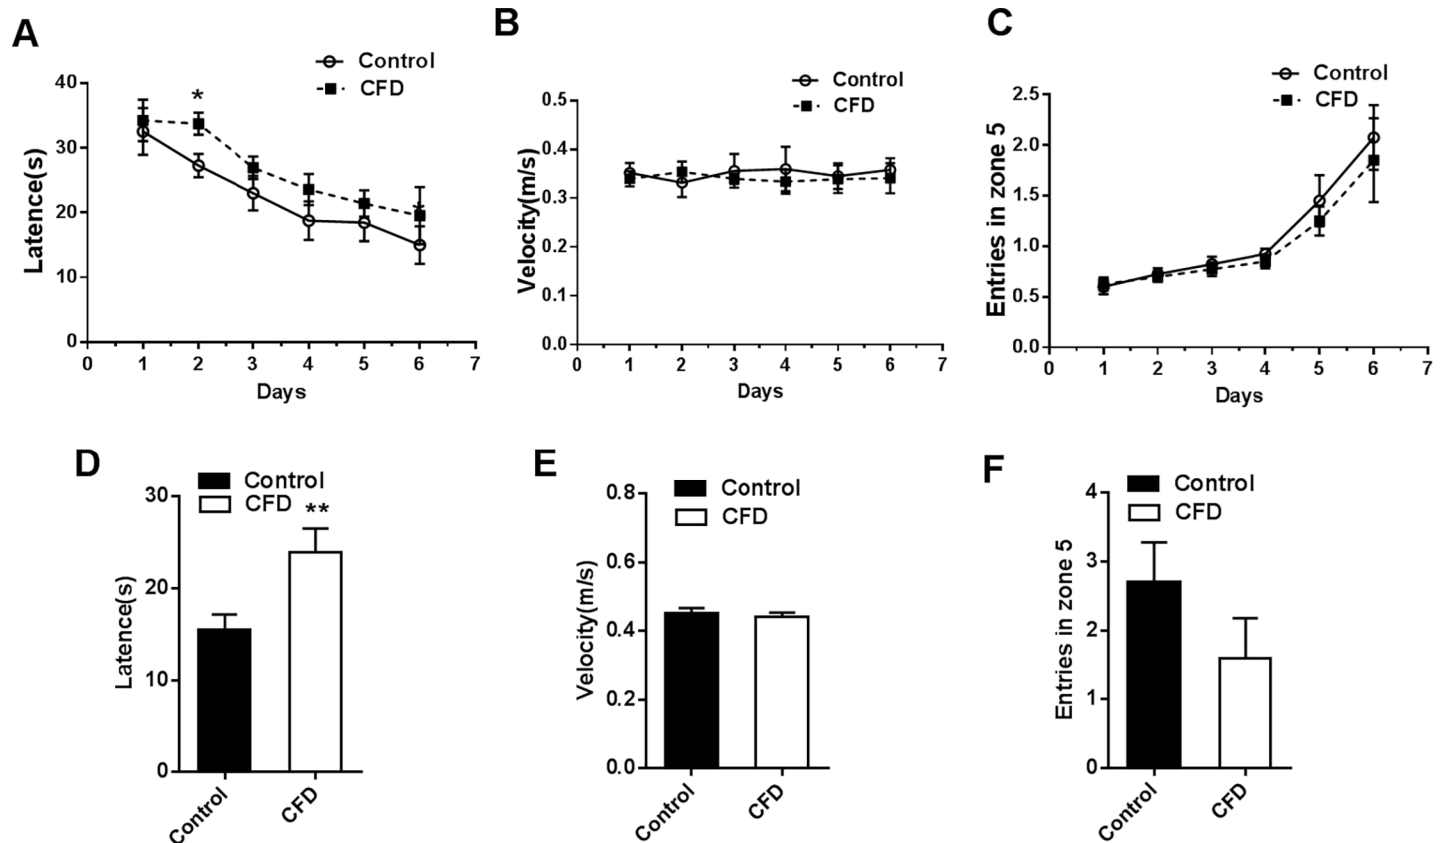 A
Control
CFD
*
*
40
30
20
10
0
Latence(s)
0 1 2 3 4 5 6 7
Days
B
Control
CFD
0.5
0.4
0.3
0.2
0.1
0.0
Velocity(m/s)
0 1 2 3 4 5 6 7
Days
C
Control
CFD
2.5
2.0
1.5
1.0
0.5
0.0
Entries in zone 5
0 1 2 3 4 5 6 7
Days
D
Control
CFD
**
30
20
10
0
Latence(s)
Control
CFD
E
Control
CFD
0.8
0.6
0.4
0.2
0.0
Velocity(m/s)
Control
CFD
F
Control
CFD
4
3
2
1
0
Entries in zone 5
Control
CFD